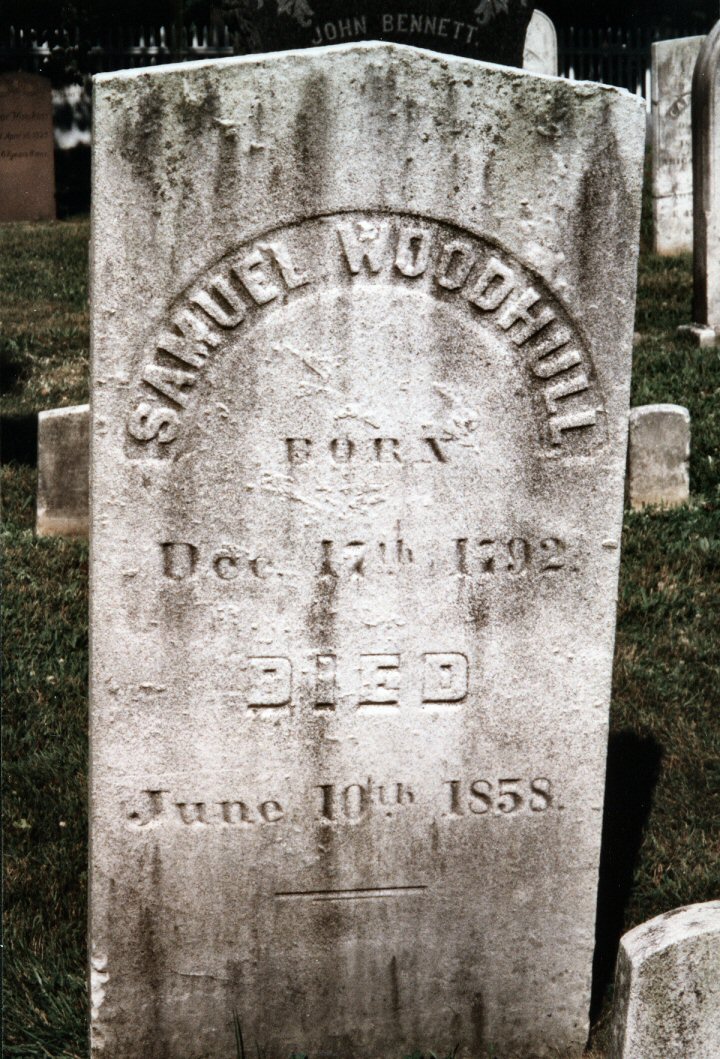 JOHN BENNETT.
SAMUEL WOODHULL
BORN
Dec. 17th, 1792.
DIED
June 10th 1858.